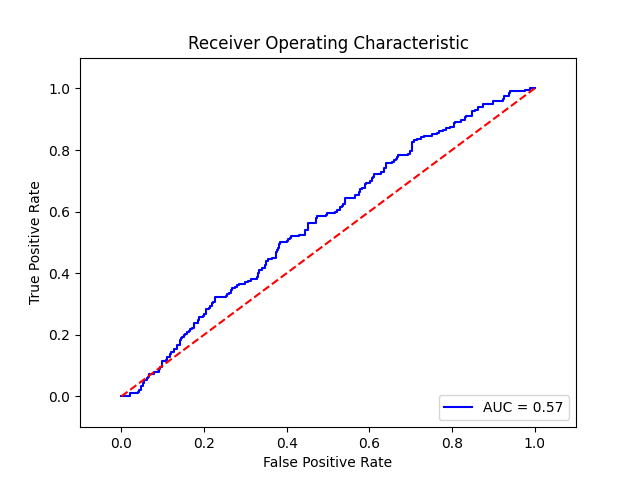 Receiver Operating Characteristic
True Positive Rate
1.0
0.8
0.6
0.4
0.2
0.0
AUC = 0.57
0.0 0.2 0.4 0.6 0.8 1.0
False Positive Rate